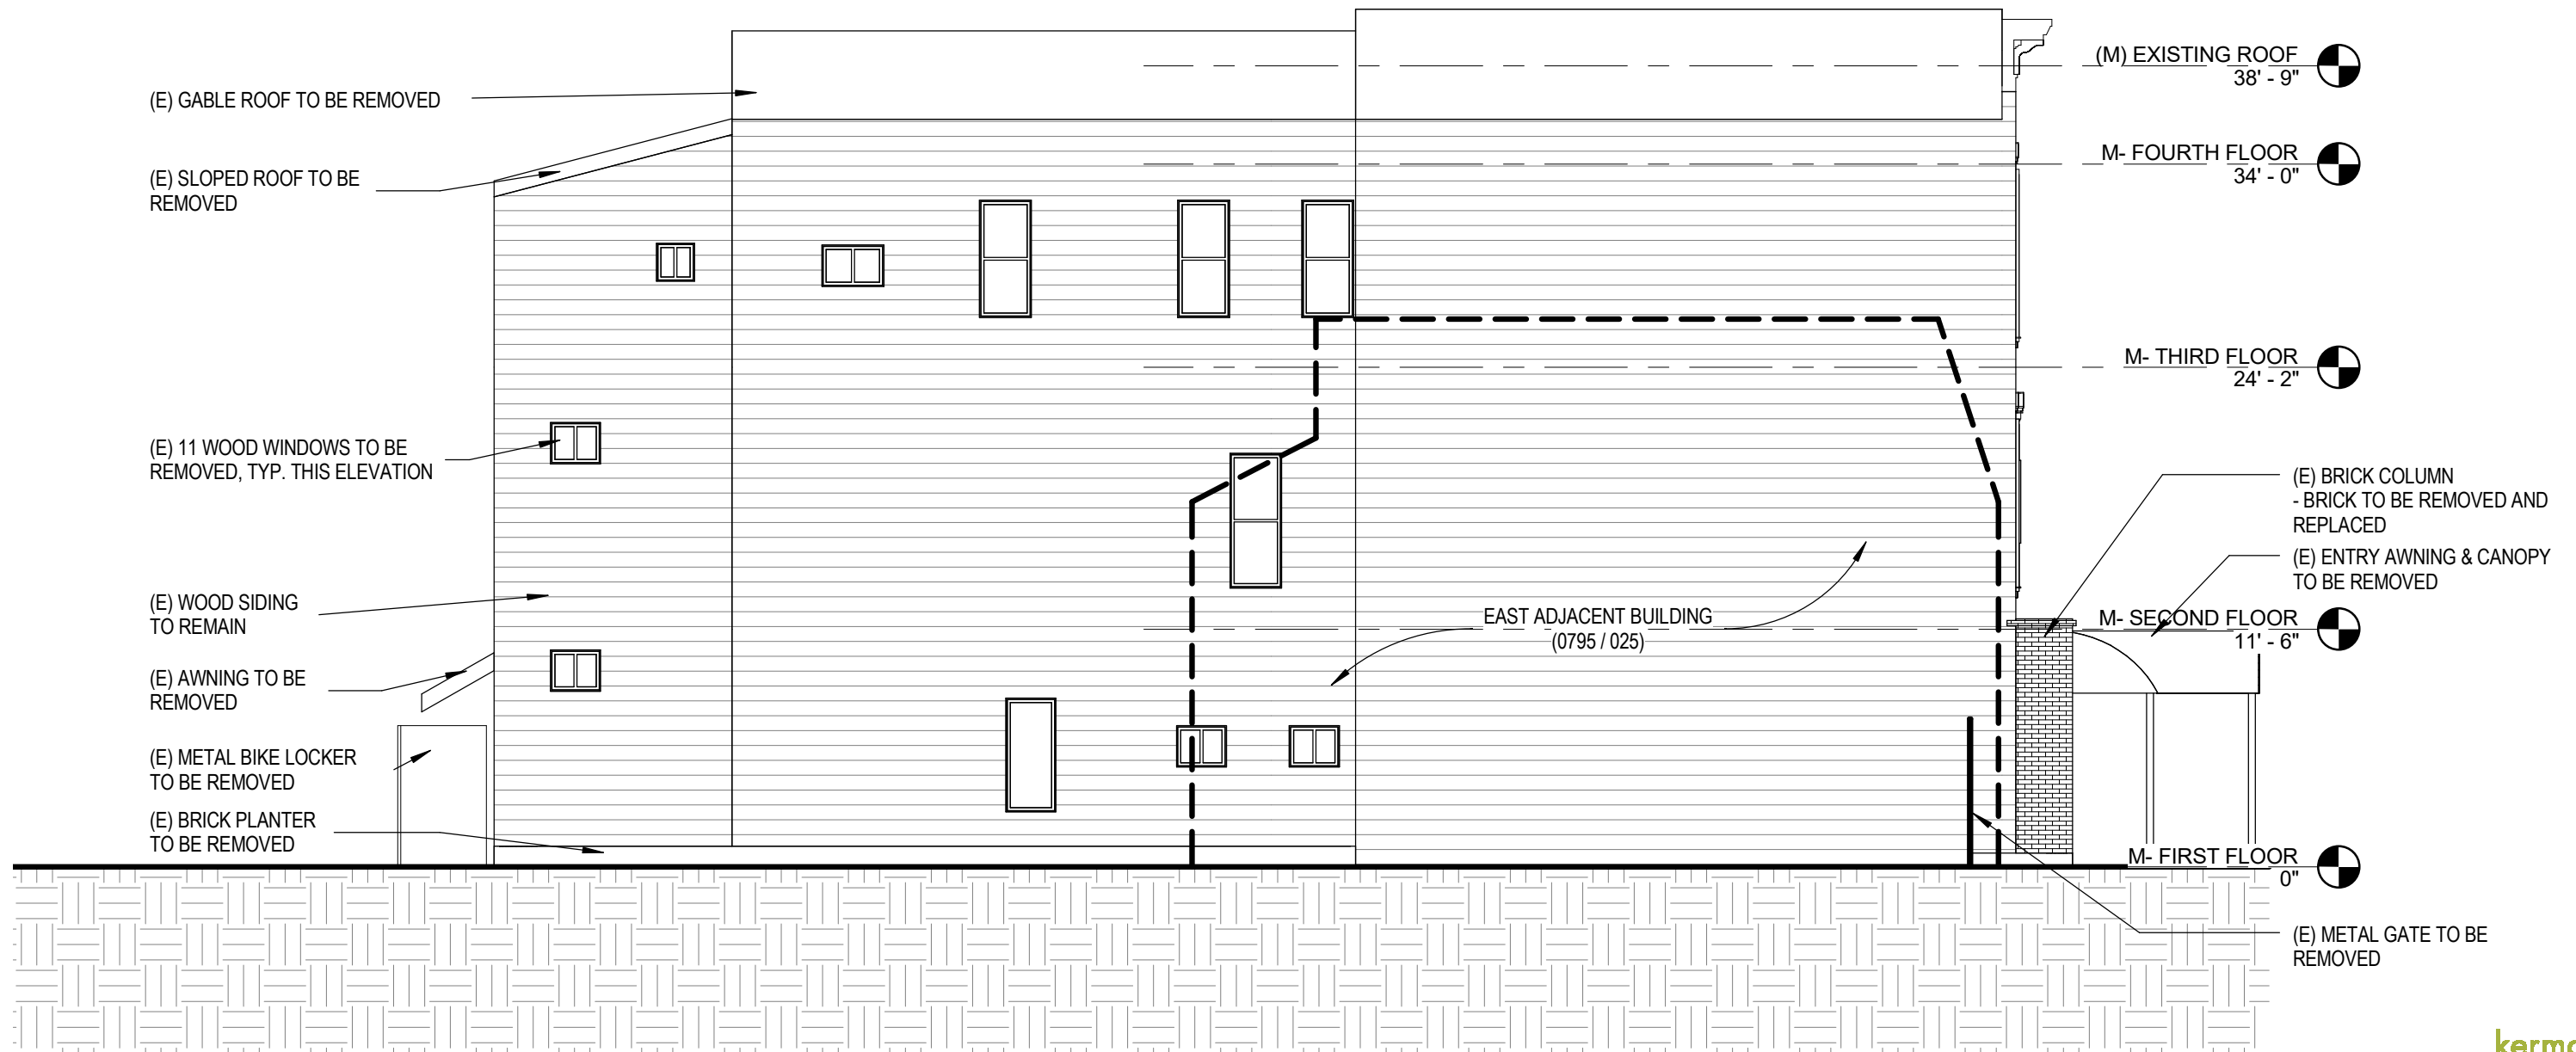 (E) GABLE ROOF TO BE REMOVED
(E) SLOPED ROOF TO BE
REMOVED
(E) 11 WOOD WINDOWS TO BE
REMOVED, TYP. THIS ELEVATION
(E) WOOD SIDING
TO REMAIN
(E) AWNING TO BE
REMOVED
(E) METAL BIKE LOCKER
TO BE REMOVED
(E) BRICK PLANTER
TO BE REMOVED
EAST ADJACENT BUILDING
(0795 / 025)
(M) EXISTING ROOF
38' - 9"
M- FOURTH FLOOR
34' - 0"
M- THIRD FLOOR
24' - 2"
(E) BRICK COLUMN
- BRICK TO BE REMOVED AND
REPLACED
(E) ENTRY AWNING & CANOPY
TO BE REMOVED
M- SECOND FLOOR
11' - 6"
M- FIRST FLOOR
0"
(E) METAL GATE TO BE
REMOVED